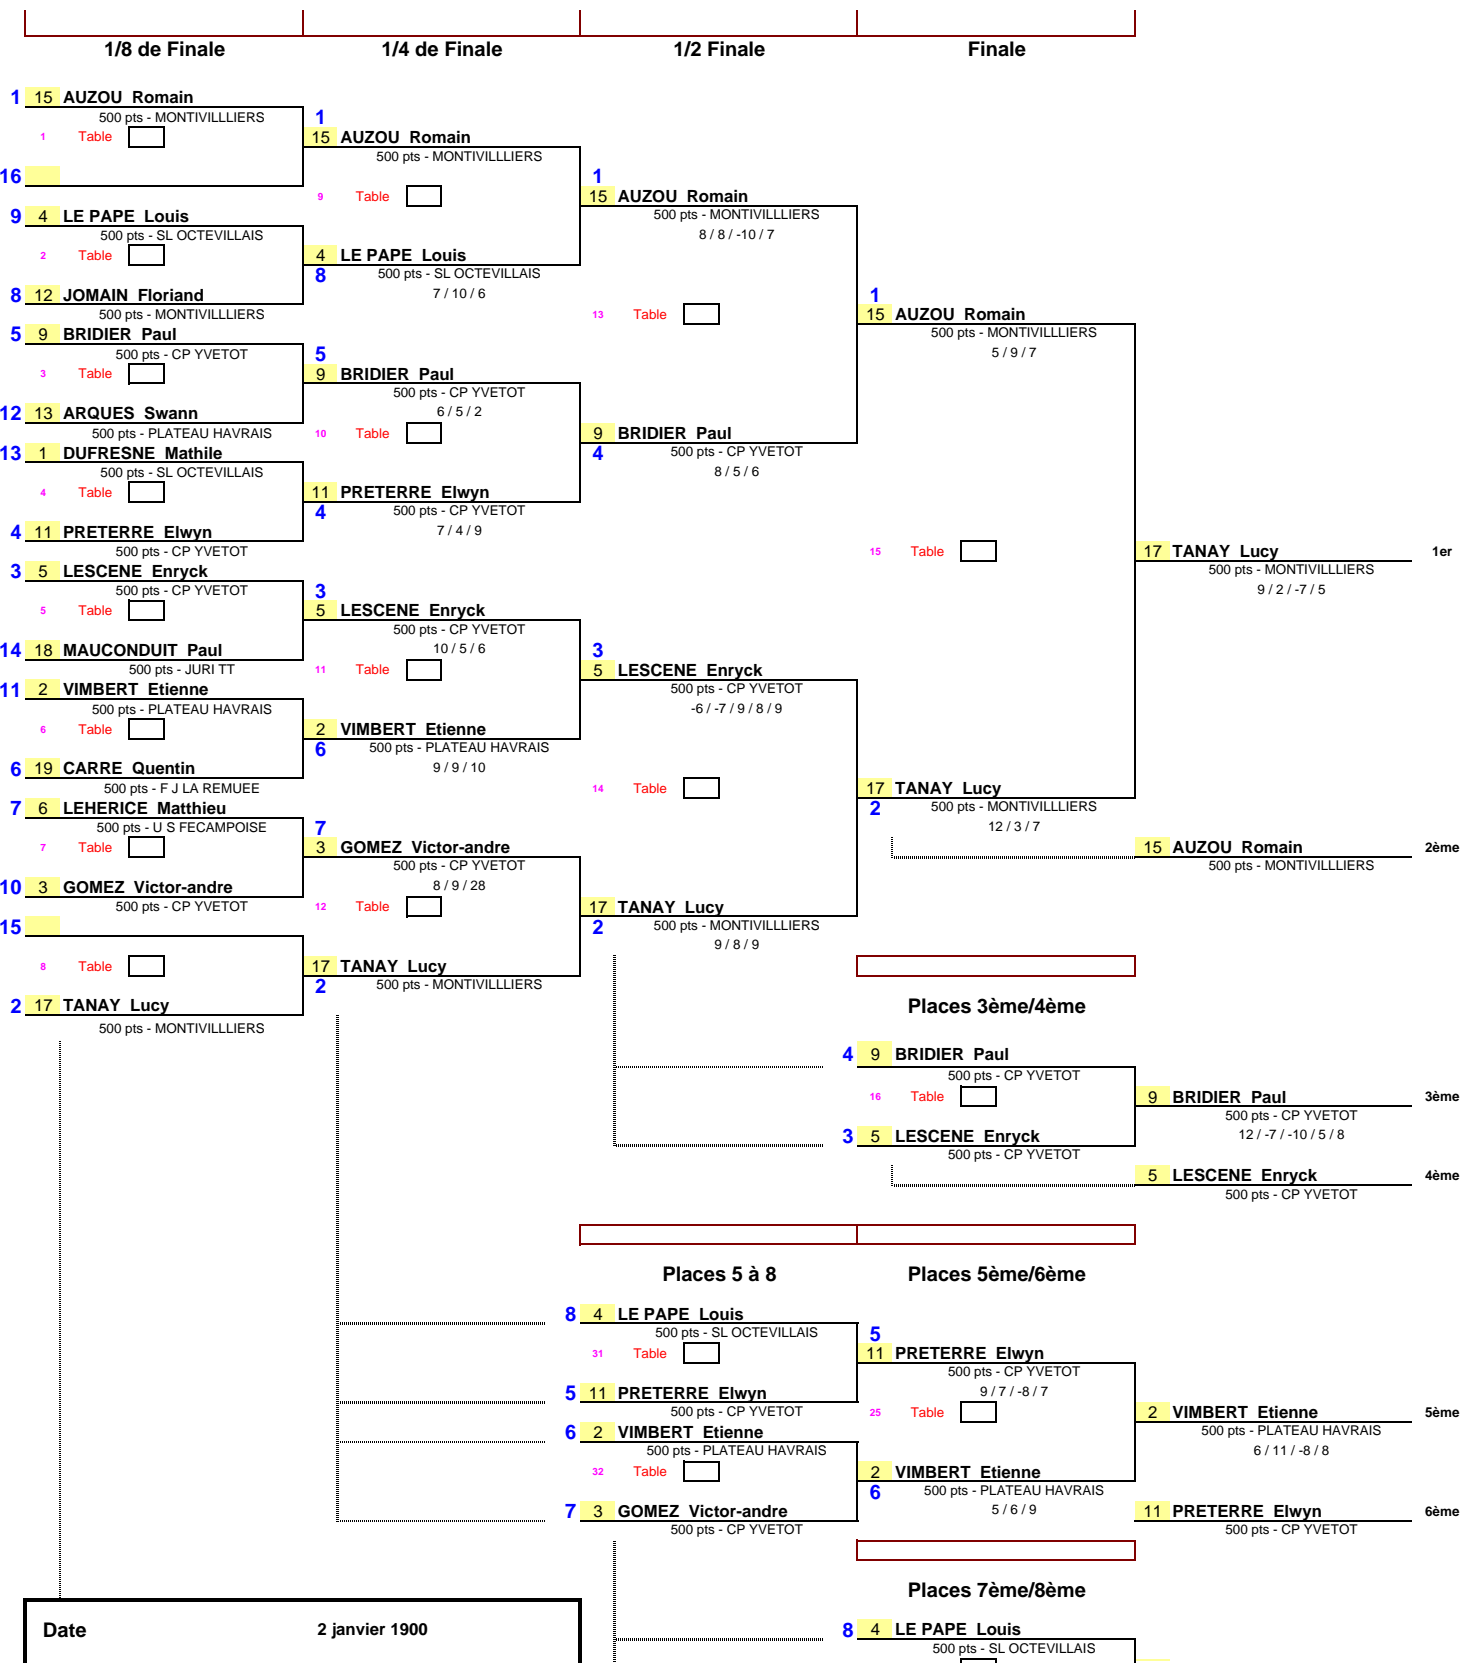 1/8 de Finale 1/4 de Finale 1/2 Finale Finale
1 15 AUZOU Romain
500 pts - MONTIVILLLIERS
1 Table
16
9 4 LE PAPE Louis
500 pts - SL OCTEVILLAIS
2 Table
8 12 JOMAIN Floriand
500 pts - MONTIVILLLIERS
5 9 BRIDIER Paul
500 pts - CP YVETOT
3 Table
12 13 ARQUES Swann
500 pts - PLATEAU HAVRAIS
13 1 DUFRESNE Mathile
500 pts - SL OCTEVILLAIS
4 Table
4 11 PRETERRE Elwyn
500 pts - CP YVETOT
3 5 LESCENE Enryck
500 pts - CP YVETOT
5 Table
14 18 MAUCONDUIT Paul
500 pts - JURI TT
11 2 VIMBERT Etienne
500 pts - PLATEAU HAVRAIS
6 Table
6 19 CARRE Quentin
500 pts - F J LA REMUEE
7 6 LEHERICE Matthieu
500 pts - U S FECAMPOISE
7 Table
10 3 GOMEZ Victor-andre
500 pts - CP YVETOT
15
8 Table
2 17 TANAY Lucy
500 pts - MONTIVILLLIERS
1
15 AUZOU Romain
500 pts - MONTIVILLLIERS
9 Table
4 LE PAPE Louis
8 500 pts - SL OCTEVILLAIS
7 / 10 / 6
5
9 BRIDIER Paul
500 pts - CP YVETOT
6 / 5 / 2
10 Table
11 PRETERRE Elwyn
4 500 pts - CP YVETOT
7 / 4 / 9
3
5 LESCENE Enryck
500 pts - CP YVETOT
10 / 5 / 6
11 Table
2 VIMBERT Etienne
6 500 pts - PLATEAU HAVRAIS
9 / 9 / 10
7
3 GOMEZ Victor-andre
500 pts - CP YVETOT
8 / 9 / 28
12 Table
17 TANAY Lucy
2 500 pts - MONTIVILLLIERS
1
15 AUZOU Romain
500 pts - MONTIVILLLIERS
8 / 8 / -10 / 7
13 Table
9 BRIDIER Paul
4 500 pts - CP YVETOT
8 / 5 / 6
3
5 LESCENE Enryck
500 pts - CP YVETOT
-6 / -7 / 9 / 8 / 9
14 Table
17 TANAY Lucy
2 500 pts - MONTIVILLLIERS
9 / 8 / 9
1
15 AUZOU Romain
500 pts - MONTIVILLLIERS
5 / 9 / 7
15 Table
17 TANAY Lucy
2 500 pts - MONTIVILLLIERS
12 / 3 / 7
17 TANAY Lucy 1er
500 pts - MONTIVILLLIERS
9 / 2 / -7 / 5
15 AUZOU Romain 2ème
500 pts - MONTIVILLLIERS
Places 3ème/4ème
4 9 BRIDIER Paul
500 pts - CP YVETOT
16 Table
3 5 LESCENE Enryck
500 pts - CP YVETOT
9 BRIDIER Paul 3ème
500 pts - CP YVETOT
12 / -7 / -10 / 5 / 8
5 LESCENE Enryck 4ème
500 pts - CP YVETOT
Places 5 à 8 Places 5ème/6ème
8 4 LE PAPE Louis
500 pts - SL OCTEVILLAIS
31 Table
5 11 PRETERRE Elwyn
500 pts - CP YVETOT
6 2 VIMBERT Etienne
500 pts - PLATEAU HAVRAIS
32 Table
7 3 GOMEZ Victor-andre
500 pts - CP YVETOT
5
11 PRETERRE Elwyn
500 pts - CP YVETOT
9 / 7 / -8 / 7
25 Table
2 VIMBERT Etienne
6 500 pts - PLATEAU HAVRAIS
5 / 6 / 9
2 VIMBERT Etienne 5ème
500 pts - PLATEAU HAVRAIS
6 / 11 / -8 / 8
11 PRETERRE Elwyn 6ème
500 pts - CP YVETOT
Places 7ème/8ème
8 4 LE PAPE Louis
500 pts - SL OCTEVILLAIS
Date 2 janvier 1900